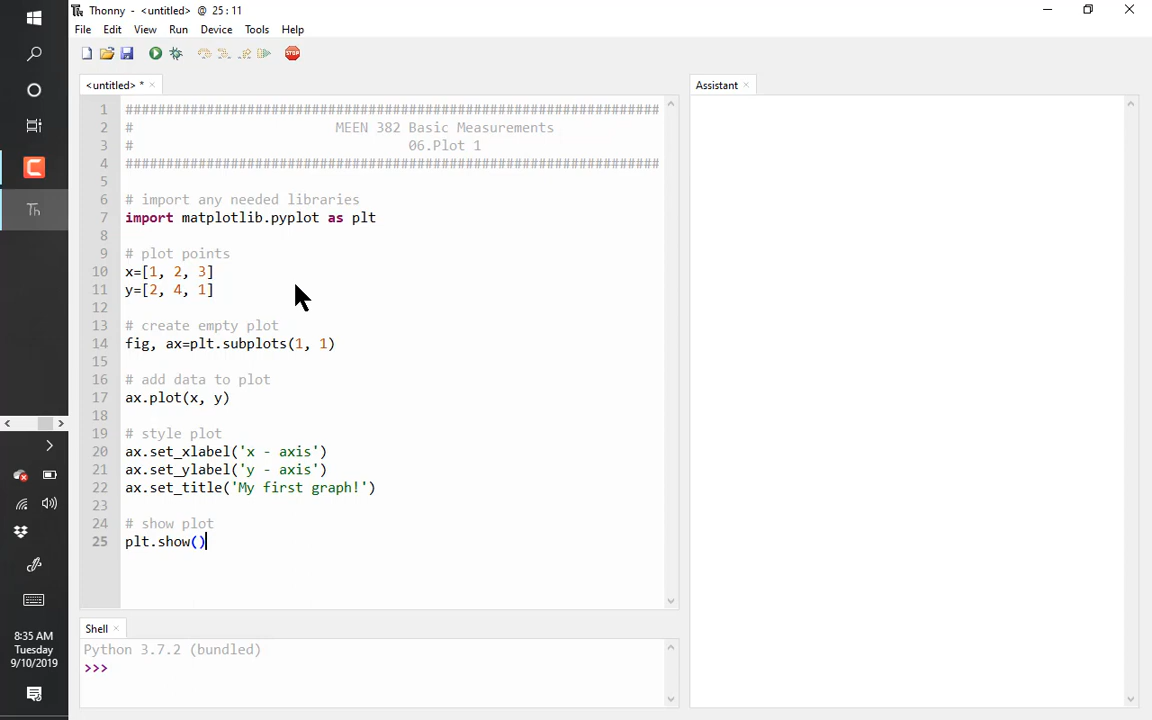 Thonny - <untitled> @ 25:11
File Edit View Run Device Tools Help
STOP
<untitled> *
Assistant
1 ##################################################################
2 # MEEN 382 Basic Measurements
3 # 06.Plot 1
4 ##################################################################
5
6 # import any needed libraries
7 import matplotlib.pyplot as plt
8
9 # plot points
10 x=[1, 2, 3]
11 y=[2, 4, 1]
12
13 # create empty plot
14 fig, ax=plt.subplots(1, 1)
15
16 # add data to plot
17 ax.plot(x, y)
18
19 # style plot
20 ax.set_xlabel('x - axis')
21 ax.set_ylabel('y - axis')
22 ax.set_title('My first graph!')
23
24 # show plot
25 plt.show()
Shell
Python 3.7.2 (bundled)
>>>
Th
8:35 AM
Tuesday
9/10/2019